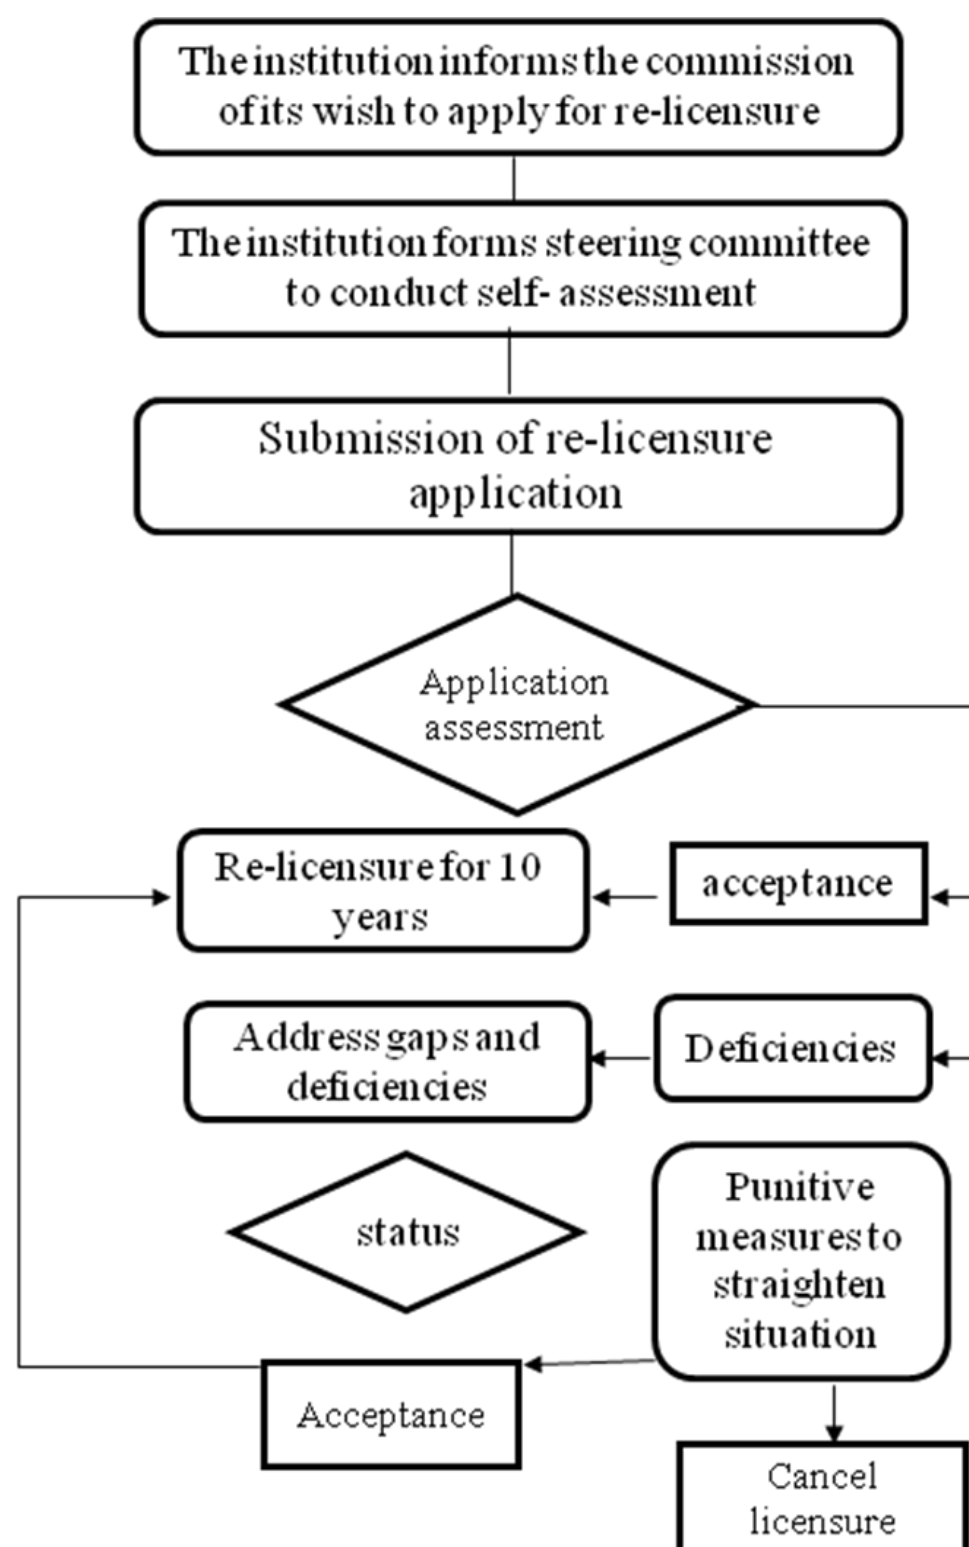 The institution informs the commission
of its wish to apply for re-licensure
The institution forms steering committee
to conduct self- assessment
Submission of re-licensure
application
Application
assessment
Re-licensure for 10
years
acceptance
Address gaps and
deficiencies
Deficiencies
status
Punitive
measures to
straighten
situation
Acceptance
Cancel
licensure